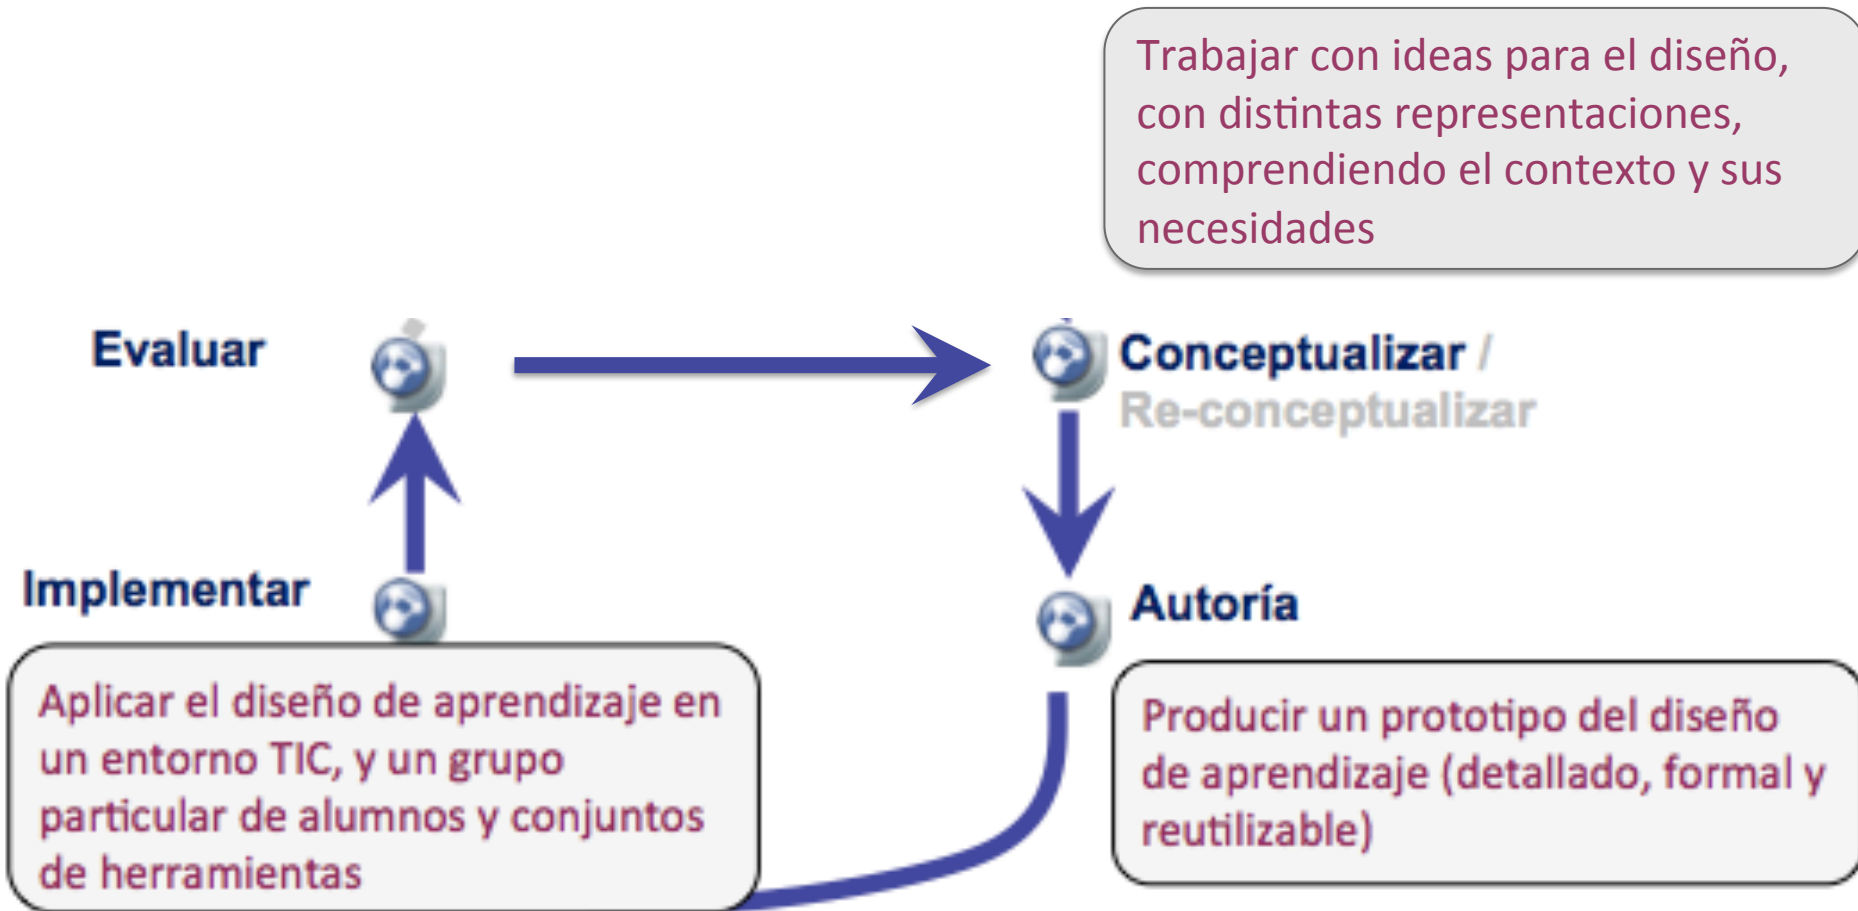 Trabajar con ideas para el diseño,
con distintas representaciones,
comprendiendo el contexto y sus
necesidades
Evaluar
Conceptualizar /
Re-conceptualizar
Implementar
Autoría
Aplicar el diseño de aprendizaje en
un entorno TIC, y un grupo
particular de alumnos y conjuntos
de herramientas
Producir un prototipo del diseño
de aprendizaje (detallado, formal y
reutilizable)